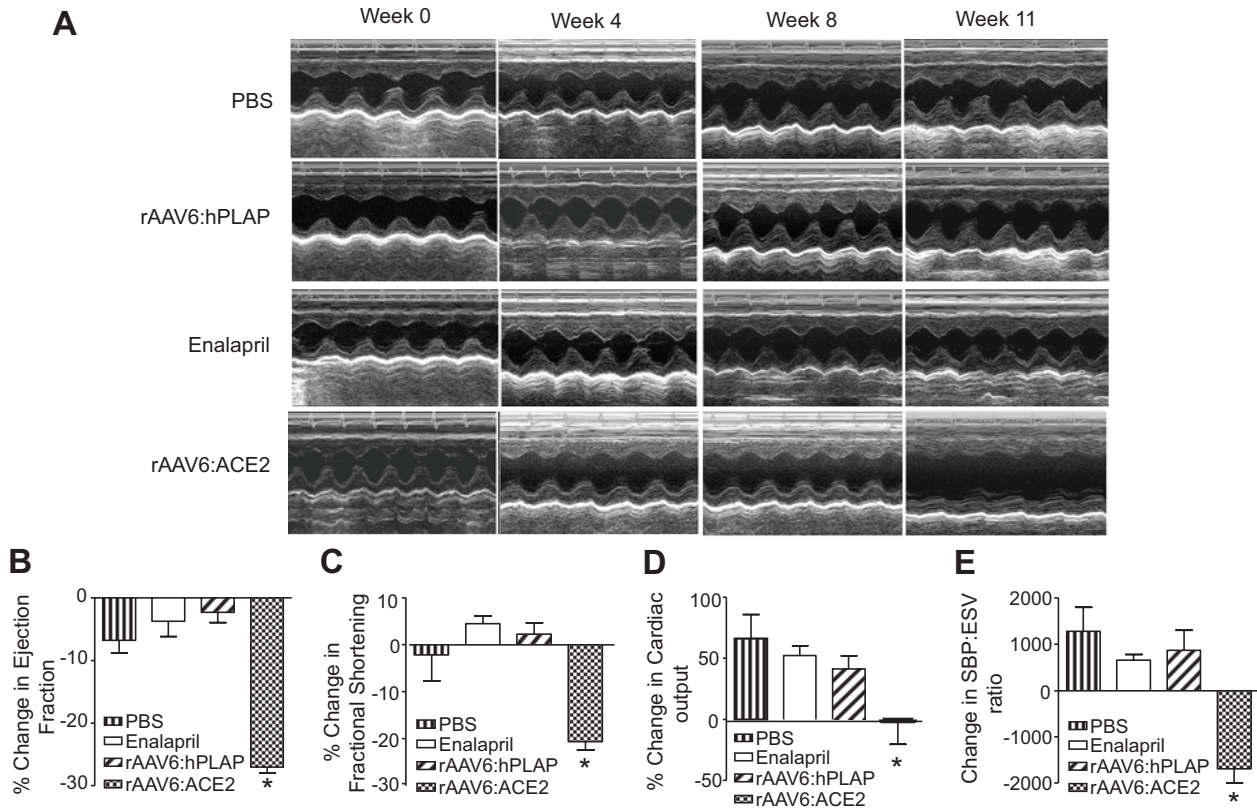 A
Week 0
Week 4
Week 8
Week 11
PBS
rAAV6:hPLAP
Enalapril
rAAV6:ACE2
B
% Change in Ejection
Fraction
0
-10
-20
-30
PBS
Enalapril
rAAV6:hPLAP
rAAV6:ACE2
*
C
% Change in
Fractional Shortening
10
0
-10
-20
-30
PBS
Enalapril
rAAV6:hPLAP
rAAV6:ACE2
*
D
% Change in Cardiac
output
100
50
0
-50
PBS
Enalapril
rAAV6:hPLAP
rAAV6:ACE2
*
E
Change in SBP:ESV
ratio
2000
1000
0
-1000
-2000
PBS
Enalapril
rAAV6:hPLAP
rAAV6:ACE2
*